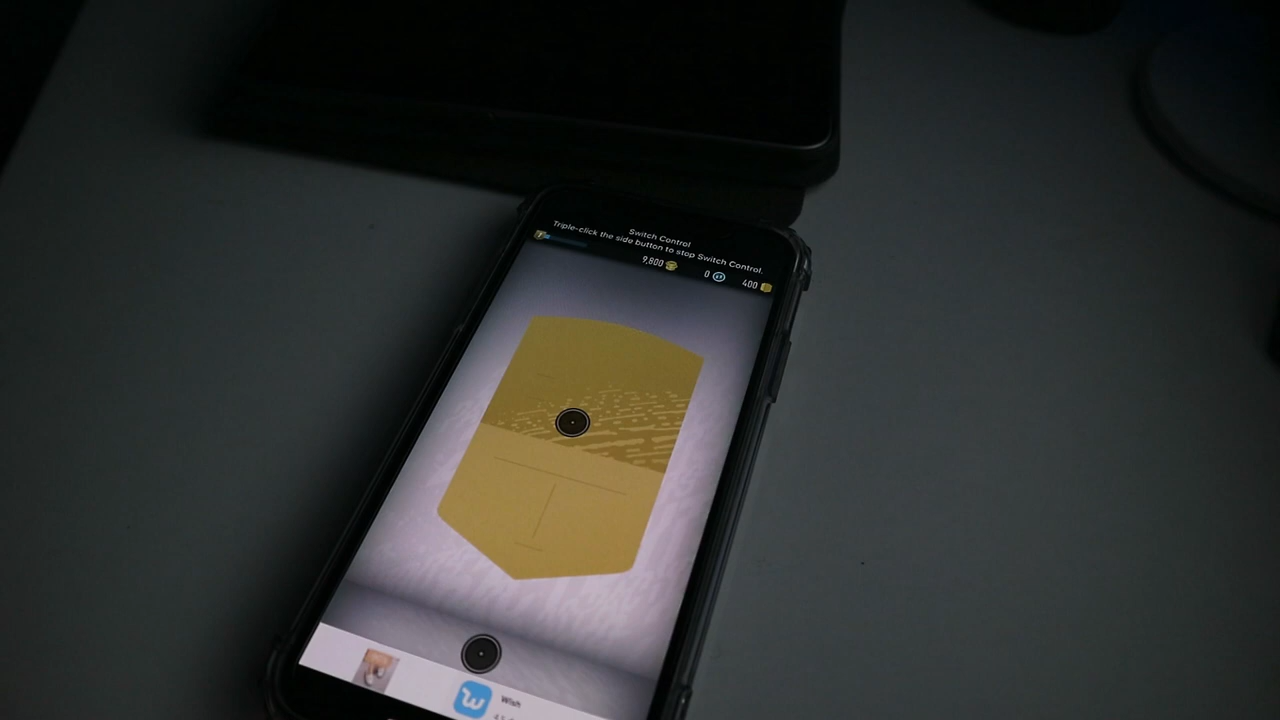 Switch Control
Triple-click the side button to stop Switch Control.
9,800
0
400
Wish